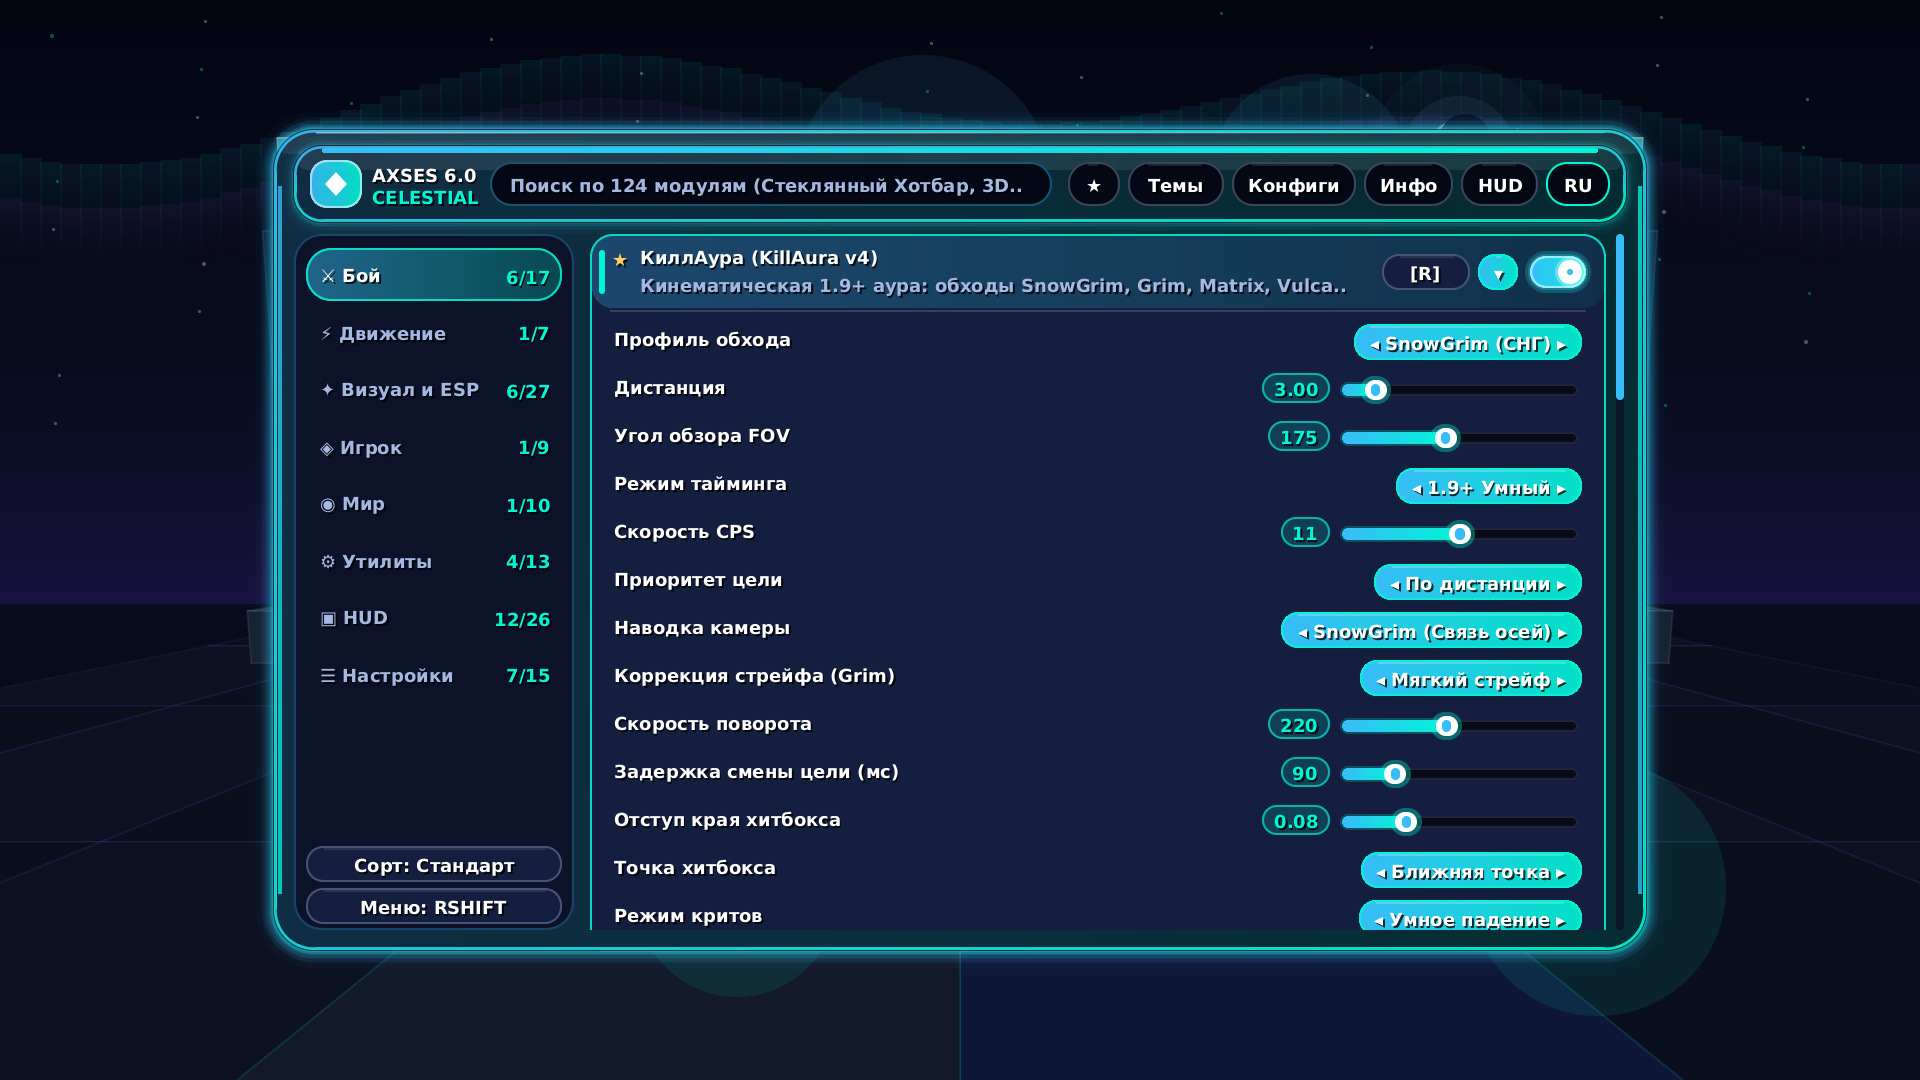 AXSES 6.0
CELESTIAL
Поиск по 124 модулям (Стеклянный Хотбар, 3D..
★
Темы
Конфиги
Инфо
HUD
RU
⚔ Бой 6/17
⚡ Движение 1/7
✦ Визуал и ESP 6/27
◈ Игрок 1/9
◉ Мир 1/10
⚙ Утилиты 4/13
▣ HUD 12/26
☰ Настройки 7/15
Сорт: Стандарт
Меню: RSHIFT
★ КиллАура (KillAura v4)
Кинематическая 1.9+ аура: обходы SnowGrim, Grim, Matrix, Vulca..
[R] ▾
Профиль обхода ◂ SnowGrim (СНГ) ▸
Дистанция 3.00
Угол обзора FOV 175
Режим тайминга ◂ 1.9+ Умный ▸
Скорость CPS 11
Приоритет цели ◂ По дистанции ▸
Наводка камеры ◂ SnowGrim (Связь осей) ▸
Коррекция стрейфа (Grim) ◂ Мягкий стрейф ▸
Скорость поворота 220
Задержка смены цели (мс) 90
Отступ края хитбокса 0.08
Точка хитбокса ◂ Ближняя точка ▸
Режим критов ◂ Умное падение ▸